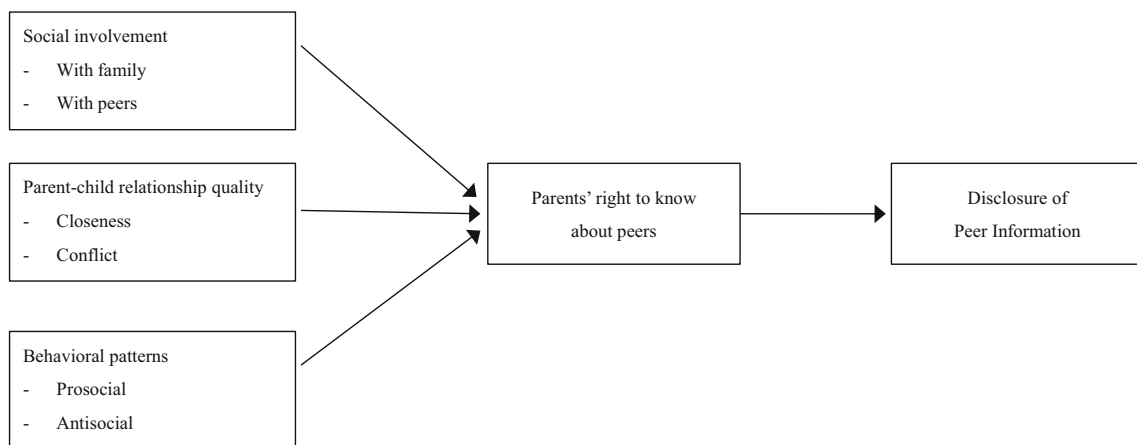 Social involvement
- With family
- With peers
Parent-child relationship quality
- Closeness
- Conflict
Behavioral patterns
- Prosocial
- Antisocial
Parents’ right to know
about peers
Disclosure of
Peer Information